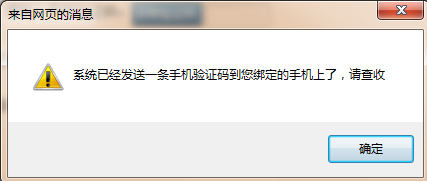 来自网页的消息
系统已经发送一条手机验证码到您绑定的手机上了，请查收
确定